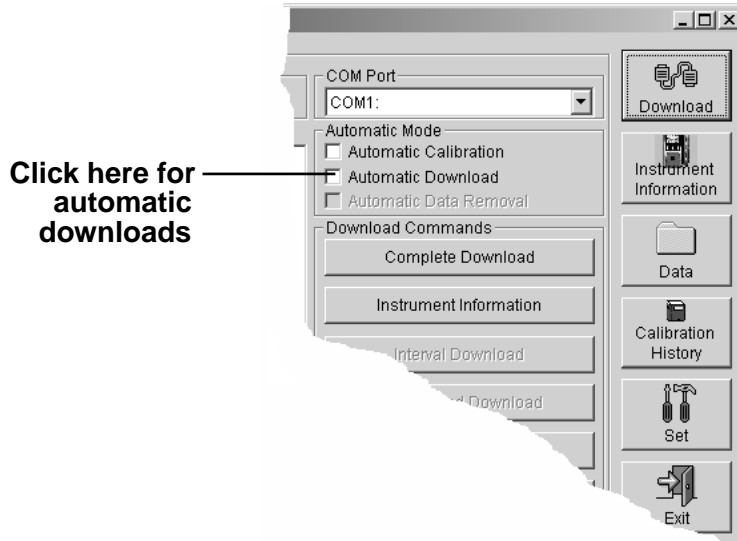 Click here for
automatic
downloads
COM Port
COM1:
Automatic Mode
Automatic Calibration
Automatic Download
Automatic Data Removal
Download Commands
Complete Download
Instrument Information
Interval Download
Download
Download
Instrument
Information
Data
Calibration
History
Set
Exit